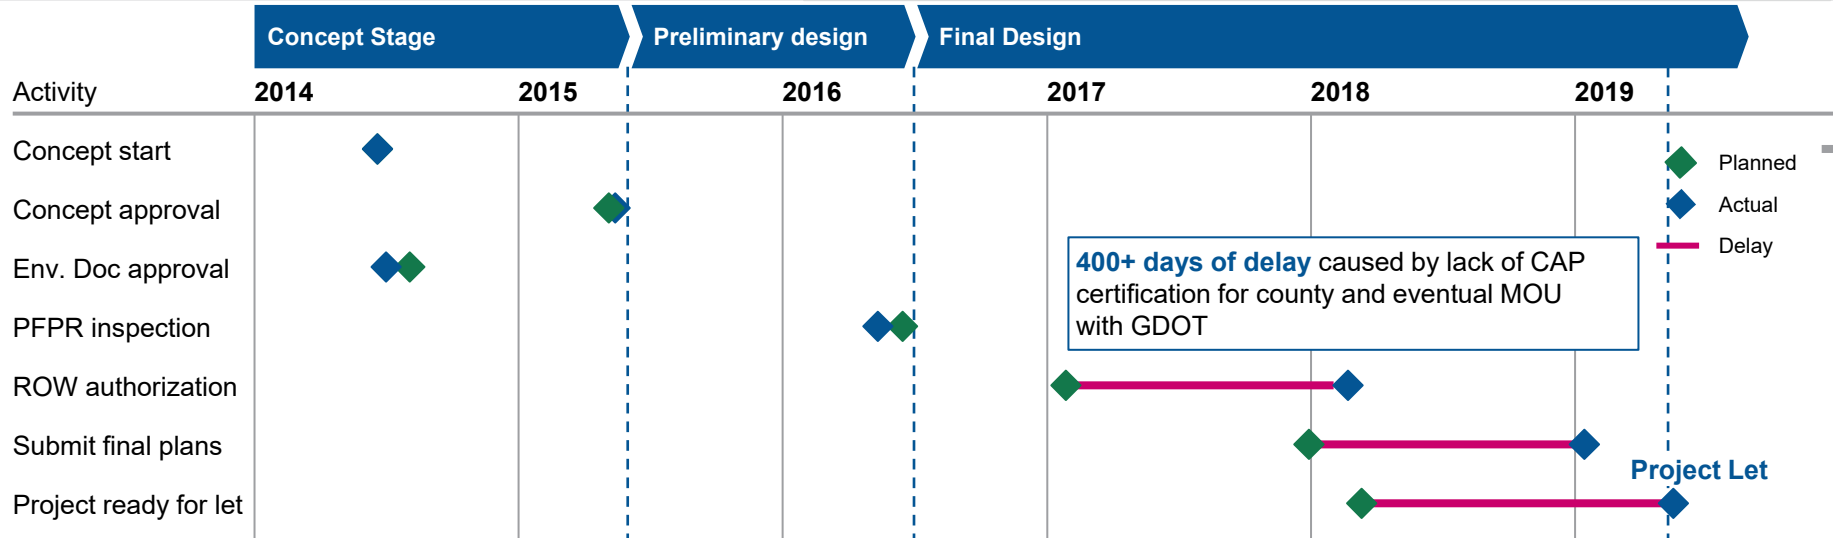 Concept Stage
Preliminary design
Final Design
Activity
2014
2015
2016
2017
2018
2019
Concept start
Planned
Concept approval
Actual
Delay
400+ days of delay caused by lack of CAP
certification for county and eventual MOU
with GDOT
Env. Doc approval
PFPR inspection
ROW authorization
Submit final plans
Project Let
Project ready for let